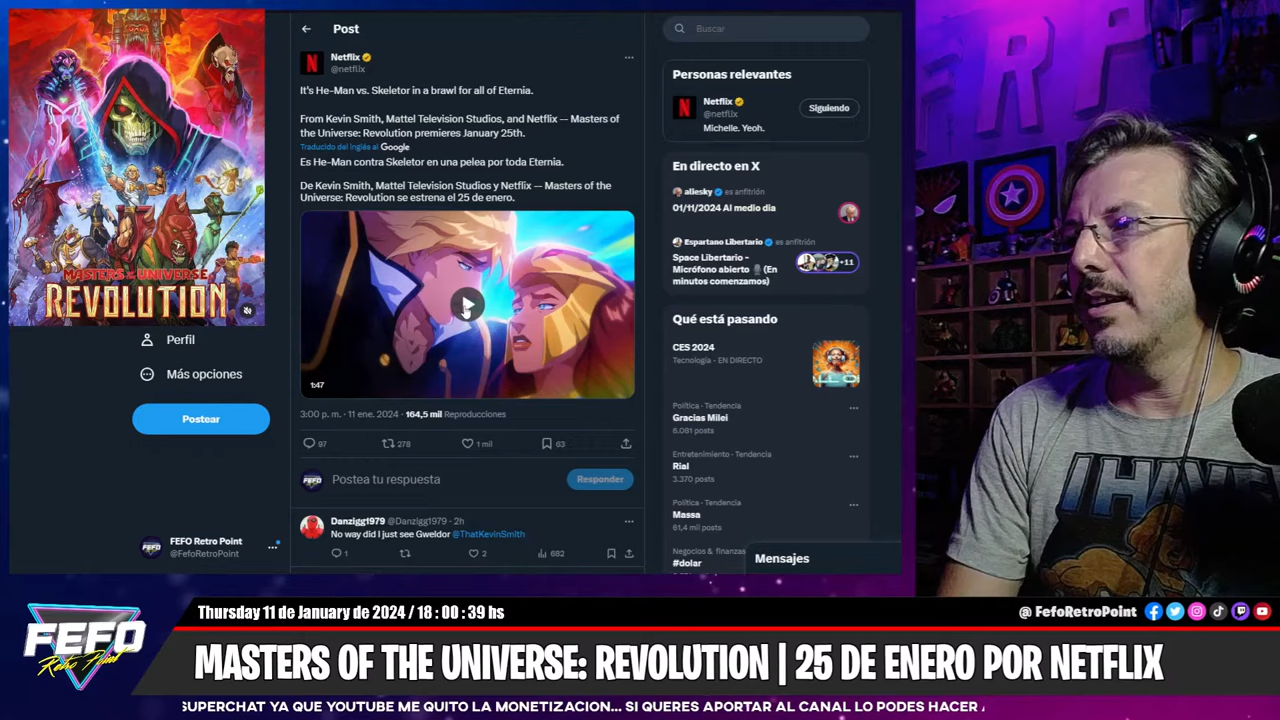 MASTERS OF THE UNIVERSE
REVOLUTION
Perfil
Más opciones
Postear
FEFO Retro Point
@FefoRetroPoint
Post
Netflix
@netflix
It's He-Man vs. Skeletor in a brawl for all of Eternia.
From Kevin Smith, Mattel Television Studios, and Netflix — Masters of
the Universe: Revolution premieres January 25th.
Traducido del inglés al Google
Es He-Man contra Skeletor en una pelea por toda Eternia.
De Kevin Smith, Mattel Television Studios y Netflix — Masters of the
Universe: Revolution se estrena el 25 de enero.
1:47
3:00 p. m. · 11 ene. 2024 · 164,5 mil Reproducciones
97 278 1 mil 63
FEFO
Postea tu respuesta
Responder
Danzigg1979 @Danzigg1979 · 2h
No way did I just see Gweldor @ThatKevinSmith
1 2 682
Buscar
Personas relevantes
Netflix
@netflix
Siguiendo
Michelle. Yeoh.
En directo en X
aliesky es anfitrión
01/11/2024 Al medio dia
Espartano Libertario es anfitrión
Space Libertario -
Micrófono abierto (En
minutos comenzamos)
+11
Qué está pasando
CES 2024
Tecnología · EN DIRECTO
Política · Tendencia
Gracias Milei
6.081 posts
Entretenimiento · Tendencia
Rial
3.370 posts
Política · Tendencia
Massa
61,4 mil posts
Negocios & finanzas
#dolar
Mensajes
Thursday 11 de January de 2024 / 18 : 00 : 39 hs
@ FefoRetroPoint
FEFO
Retro Point
MASTERS OF THE UNIVERSE: REVOLUTION | 25 DE ENERO POR NETFLIX
SUPERCHAT YA QUE YOUTUBE ME QUITO LA MONETIZACION... SI QUERES APORTAR AL CANAL LO PODES HACER